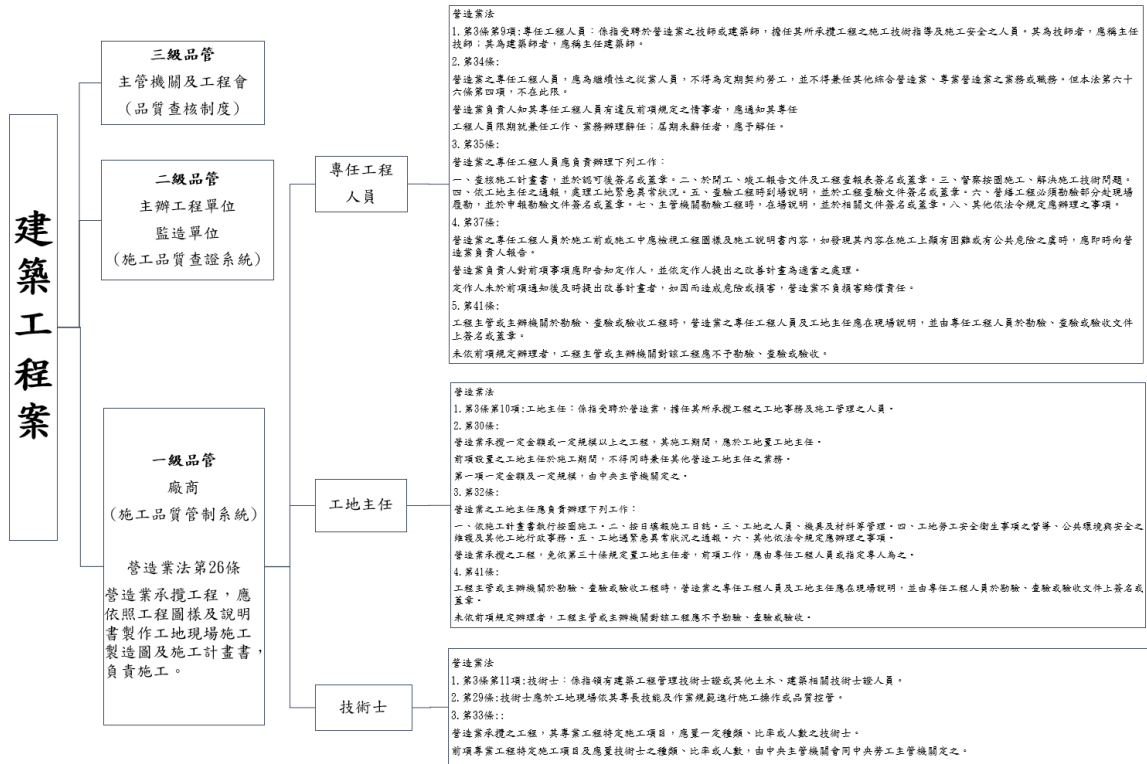 建築工程案
三級品管
主管機關及工程會
（品質查核制度）
二級品管
主辦工程單位
監造單位
（施工品質查證系統）
一級品管
廠商
（施工品質管制系統）
營造業法第26條
營造業承攬工程，應
依照工程圖樣及說明
書製作工地現場施工
製造圖及施工計畫書，
負責施工。
專任工程
人員
營造業法
1.第3條第9項:專任工程人員：係指受聘於營造業之技師或建築師，擔任其所承攬工程之施工技術指導及施工安全之人員。其為技師者，應稱主任
技師；其為建築師者，應稱主任建築師。
2.第34條:
營造業之專任工程人員，應為繼續性之從業人員，不得為定期契約勞工，並不得兼任其他綜合營造業、專業營造業之業務或職務。但本法第六十
六條第四項，不在此限。
營造業負責人知其專任工程人員有違反前項規定之情事者，應通知其專任
工程人員限期就兼任工作、業務辦理辭任；屆期未辭任者，應予解任。
3.第35條:
營造業之專任工程人員應負責辦理下列工作：
一、查核施工計畫書，並於認可後簽名或蓋章。二、於開工、竣工報告文件及工程查報表簽名或蓋章。三、督察按圖施工、解決施工技術問題。
四、依工地主任之通報，處理工地緊急異常狀況。五、查驗工程時到場說明，並於工程查驗文件簽名或蓋章。六、營繕工程必須勘驗部分赴現場
履勘，並於申報勘驗文件簽名或蓋章。七、主管機關勘驗工程時，在場說明，並於相關文件簽名或蓋章。八、其他依法令規定應辦理之事項。
4.第37條:
營造業之專任工程人員於施工前或施工中應檢視工程圖樣及施工說明書內容，如發現其內容在施工上顯有困難或有公共危險之虞時，應即時向營
造業負責人報告。
營造業負責人對前項事項應即告知定作人，並依定作人提出之改善計畫為適當之處理。
定作人未於前項通知後及時提出改善計畫者，如因而造成危險或損害，營造業不負損害賠償責任。
5.第41條:
工程主管或主辦機關於勘驗、查驗或驗收工程時，營造業之專任工程人員及工地主任應在現場說明，並由專任工程人員於勘驗、查驗或驗收文件
上簽名或蓋章。
未依前項規定辦理者，工程主管或主辦機關對該工程應不予勘驗、查驗或驗收。
工地主任
營造業法
1.第3條第10項:工地主任：係指受聘於營造業，擔任其所承攬工程之工地事務及施工管理之人員。
2.第30條:
營造業承攬一定金額或一定規模以上之工程，其施工期間，應於工地置工地主任。
前項設置之工地主任於施工期間，不得同時兼任其他營造工地主任之業務。
第一項一定金額及一定規模，由中央主管機關定之。
3.第32條:
營造業之工地主任應負責辦理下列工作：
一、依施工計畫書執行按圖施工。二、按日填報施工日誌。三、工地之人員、機具及材料等管理。四、工地勞工安全衛生事項之督導、公共環境與安全之
維護及其他工地行政事務。五、工地遇緊急異常狀況之通報。六、其他依法令規定應辦理之事項。
營造業承攬之工程，免依第三十條規定置工地主任者，前項工作，應由專任工程人員或指定專人為之。
4.第41條:
工程主管或主辦機關於勘驗、查驗或驗收工程時，營造業之專任工程人員及工地主任應在現場說明，並由專任工程人員於勘驗、查驗或驗收文件上簽名或
蓋章。
未依前項規定辦理者，工程主管或主辦機關對該工程應不予勘驗、查驗或驗收。
技術士
營造業法
1.第3條第11項:技術士：係指領有建築工程管理技術士證或其他土木、建築相關技術士證人員。
2.第29條:技術士應於工地現場依其專長技能及作業規範進行施工操作或品質控管。
3.第33條::
營造業承攬之工程，其專業工程特定施工項目，應置一定種類、比率或人數之技術士。
前項專業工程特定施工項目及應置技術士之種類、比率或人數，由中央主管機關會同中央勞工主管機關定之。